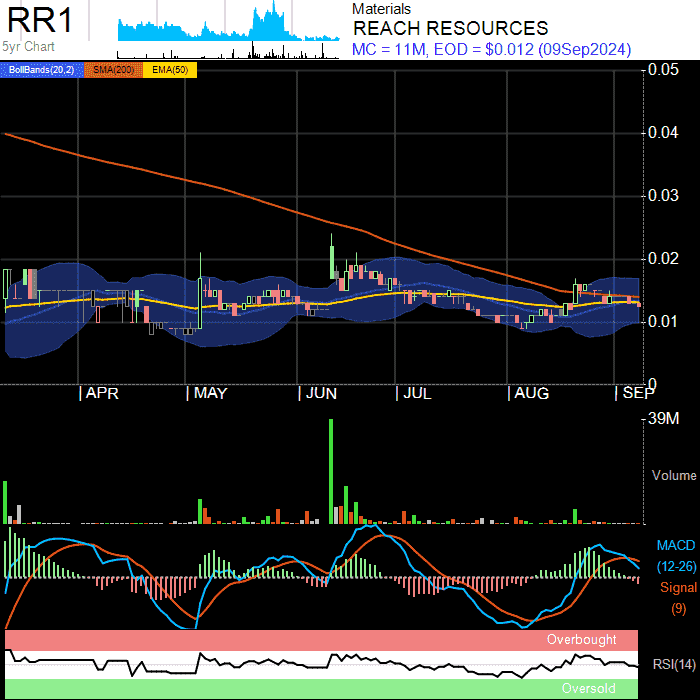 RR1
5yr Chart
Materials
REACH RESOURCES
MC = 11M, EOD = $0.012 (09Sep2024)
BollBands(20,2) SMA(200) EMA(50)
0.05
0.04
0.03
0.02
0.01
0
APR MAY JUN JUL AUG SEP
39M
Volume
MACD
(12-26)
Signal
(9)
Overbought
RSI(14)
Oversold